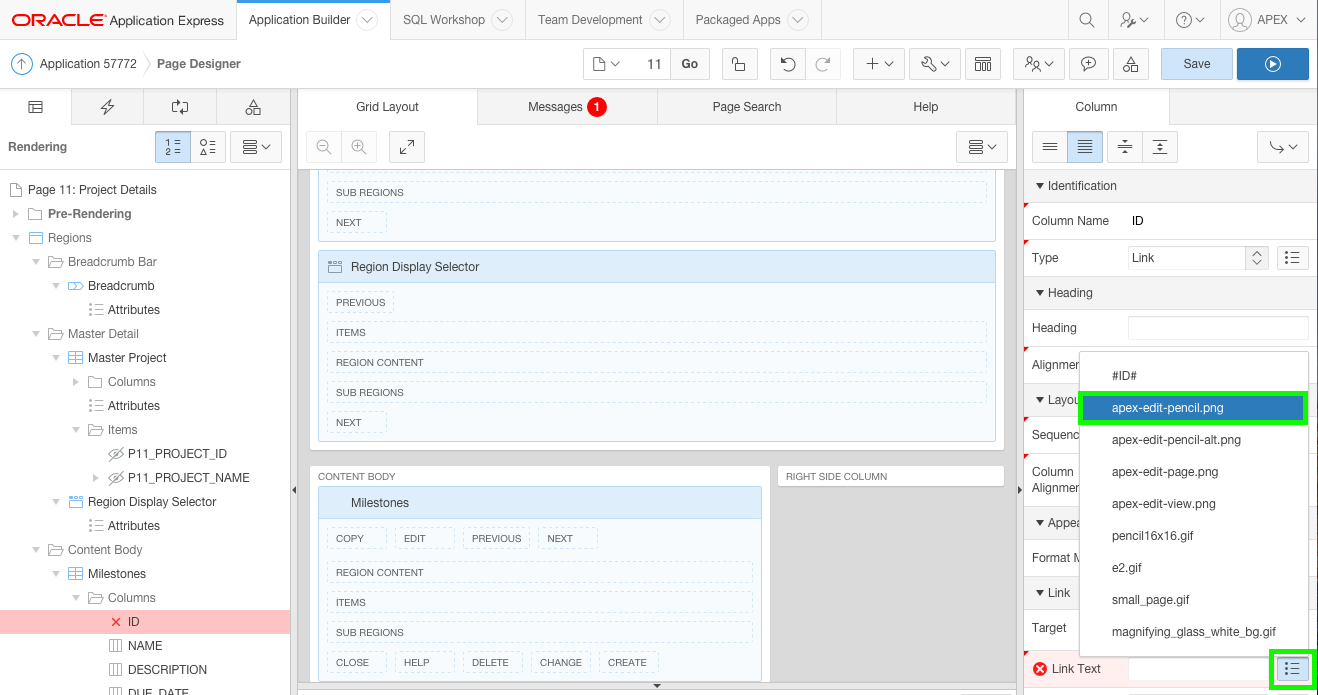 ORACLE Application Express
Application Builder
SQL Workshop
Team Development
Packaged Apps
APEX
Application 57772
Page Designer
11
Go
Save
Grid Layout
Messages 1
Page Search
Help
Column
Rendering
1
2
Page 11: Project Details
Pre-Rendering
Regions
Breadcrumb Bar
Breadcrumb
Attributes
Master Detail
Master Project
Columns
Attributes
Items
P11_PROJECT_ID
P11_PROJECT_NAME
Region Display Selector
Attributes
Content Body
Milestones
Columns
ID
NAME
DESCRIPTION
DUE_DATE
SUB REGIONS
NEXT
Region Display Selector
PREVIOUS
ITEMS
REGION CONTENT
SUB REGIONS
NEXT
CONTENT BODY
Milestones
COPY EDIT PREVIOUS NEXT
REGION CONTENT
ITEMS
SUB REGIONS
CLOSE HELP DELETE CHANGE CREATE
RIGHT SIDE COLUMN
Identification
Column Name ID
Type Link
Heading
Heading
Alignmen
Layou
Sequenc
Column
Alignmen
Appea
Format M
Link
Target
Link Text
#ID#
apex-edit-pencil.png
apex-edit-pencil-alt.png
apex-edit-page.png
apex-edit-view.png
pencil16x16.gif
e2.gif
small_page.gif
magnifying_glass_white_bg.gif